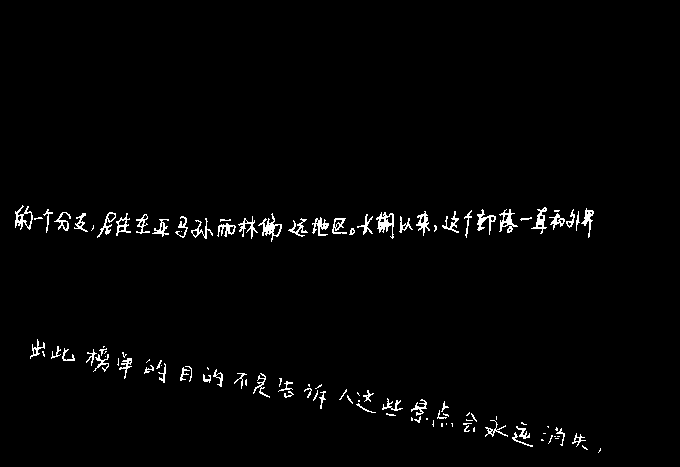 的一个分支,居住在亚马孙雨林偏远地区。长期以来,这个部落一直和外界
出此榜单的目的不是告诉人这些景点会永远消失,